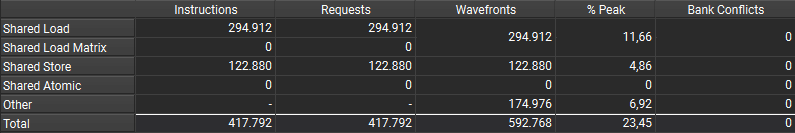 Instructions Requests Wavefronts % Peak Bank Conflicts
Shared Load 294.912 294.912 294.912 11,66 0
Shared Load Matrix 0 0
Shared Store 122.880 122.880 122.880 4,86 0
Shared Atomic 0 0 0 0 0
Other - - 174.976 6,92 0
Total 417.792 417.792 592.768 23,45 0